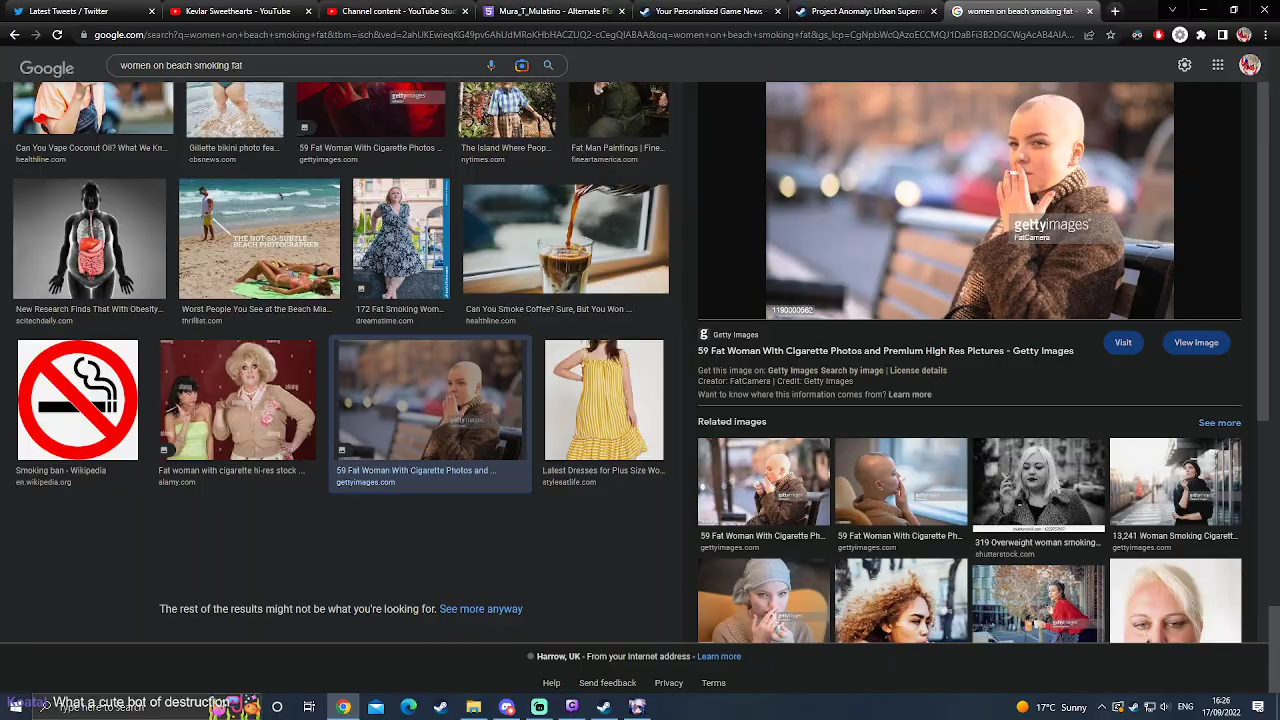 Latest Tweets / Twitter
Kevlar Sweethearts - YouTube
Channel content - YouTube Stud
Mura_T_Mulatino - Alternate Pl
Your Personalized Game News -
Project Anomaly: Urban Supern
women on beach smoking fat -
Google
women on beach smoking fat
Can You Vape Coconut Oil? What We Kn...
healthline.com
Gillette bikini photo fea...
cbsnews.com
59 Fat Woman With Cigarette Photos ...
gettyimages.com
The Island Where Peop...
nytimes.com
Fat Man Paintings | Fine...
fineartamerica.com
THE NOT-SO-SUBTLE
BEACH PHOTOGRAPHER
New Research Finds That With Obesity...
scitechdaily.com
Worst People You See at the Beach Mia...
thrillist.com
172 Fat Smoking Wom...
dreamstime.com
Can You Smoke Coffee? Sure, But You Won ...
healthline.com
Smoking ban - Wikipedia
en.wikipedia.org
Fat woman with cigarette hi-res stock ...
alamy.com
59 Fat Woman With Cigarette Photos and ...
gettyimages.com
Latest Dresses for Plus Size Wo...
stylesatlife.com
The rest of the results might not be what you're looking for. See more anyway
gettyimages
FatCamera
1190000562
Getty Images
59 Fat Woman With Cigarette Photos and Premium High Res Pictures - Getty Images
Visit
View image
Get this image on: Getty Images Search by image | License details
Creator: FatCamera | Credit: Getty Images
Want to know where this information comes from? Learn more
Related images
See more
59 Fat Woman With Cigarette Ph...
gettyimages.com
59 Fat Woman With Cigarette Ph...
gettyimages.com
319 Overweight woman smoking...
shutterstock.com
13,241 Woman Smoking Cigarett...
gettyimages.com
Harrow, UK - From your Internet address - Learn more
Help
Send feedback
Privacy
Terms
What a cute bot of destruction
17°C Sunny
16:26
17/09/2022